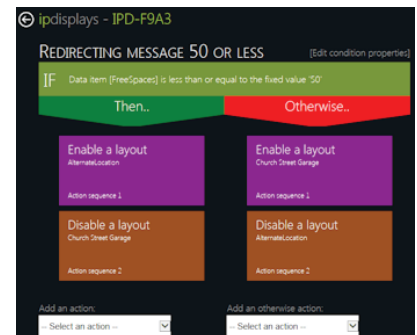 ipdisplays - IPD-F9A3
REDIRECTING MESSAGE 50 OR LESS
[Edit condition properties]
IF Data item [FreeSpaces] is less than or equal to the fixed value '50'
Then..
Otherwise..
Enable a layout
AlternateLocation
Action sequence 1
Enable a layout
Church Street Garage
Action sequence 1
Disable a layout
Church Street Garage
Action sequence 2
Disable a layout
AlternateLocation
Action sequence 2
Add an action:
-- Select an action --
Add an otherwise action:
-- Select an action --